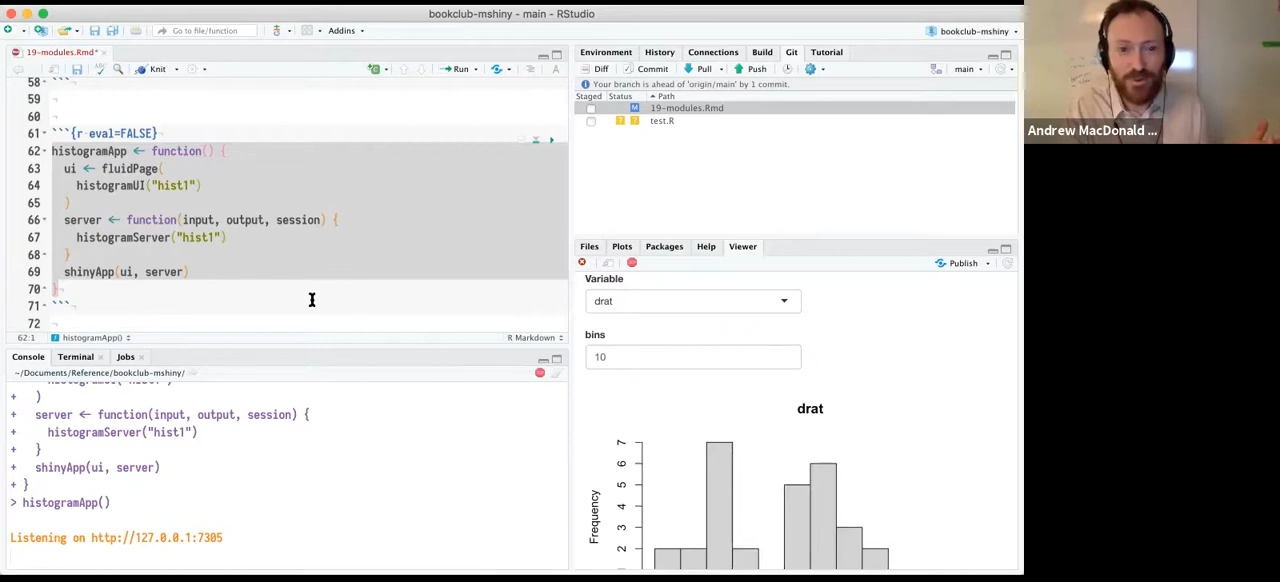 bookclub-mshiny - main - RStudio
Go to file/function
Addins
bookclub-mshiny
19-modules.Rmd*
Knit
Run
58 ```
59
60
61 ```{r eval=FALSE}
62 histogramApp ← function() {
63 ui ← fluidPage(
64 histogramUI("hist1")
65 )
66 server ← function(input, output, session) {
67 histogramServer("hist1")
68 }
69 shinyApp(ui, server)
70 }
71 ```
72
62:1 histogramApp() R Markdown
Console Terminal Jobs
~/Documents/Reference/bookclub-mshiny/
+ )
+ server ← function(input, output, session) {
+ histogramServer("hist1")
+ }
+ shinyApp(ui, server)
+ }
> histogramApp()
Listening on http://127.0.0.1:7305
Environment History Connections Build Git Tutorial
Diff Commit Pull Push main
Your branch is ahead of 'origin/main' by 1 commit.
Staged Status Path
M 19-modules.Rmd
? ? test.R
Files Plots Packages Help Viewer
Publish
Variable
drat
bins
10
drat
Frequency
7
6
5
4
3
2
Andrew MacDonald ...